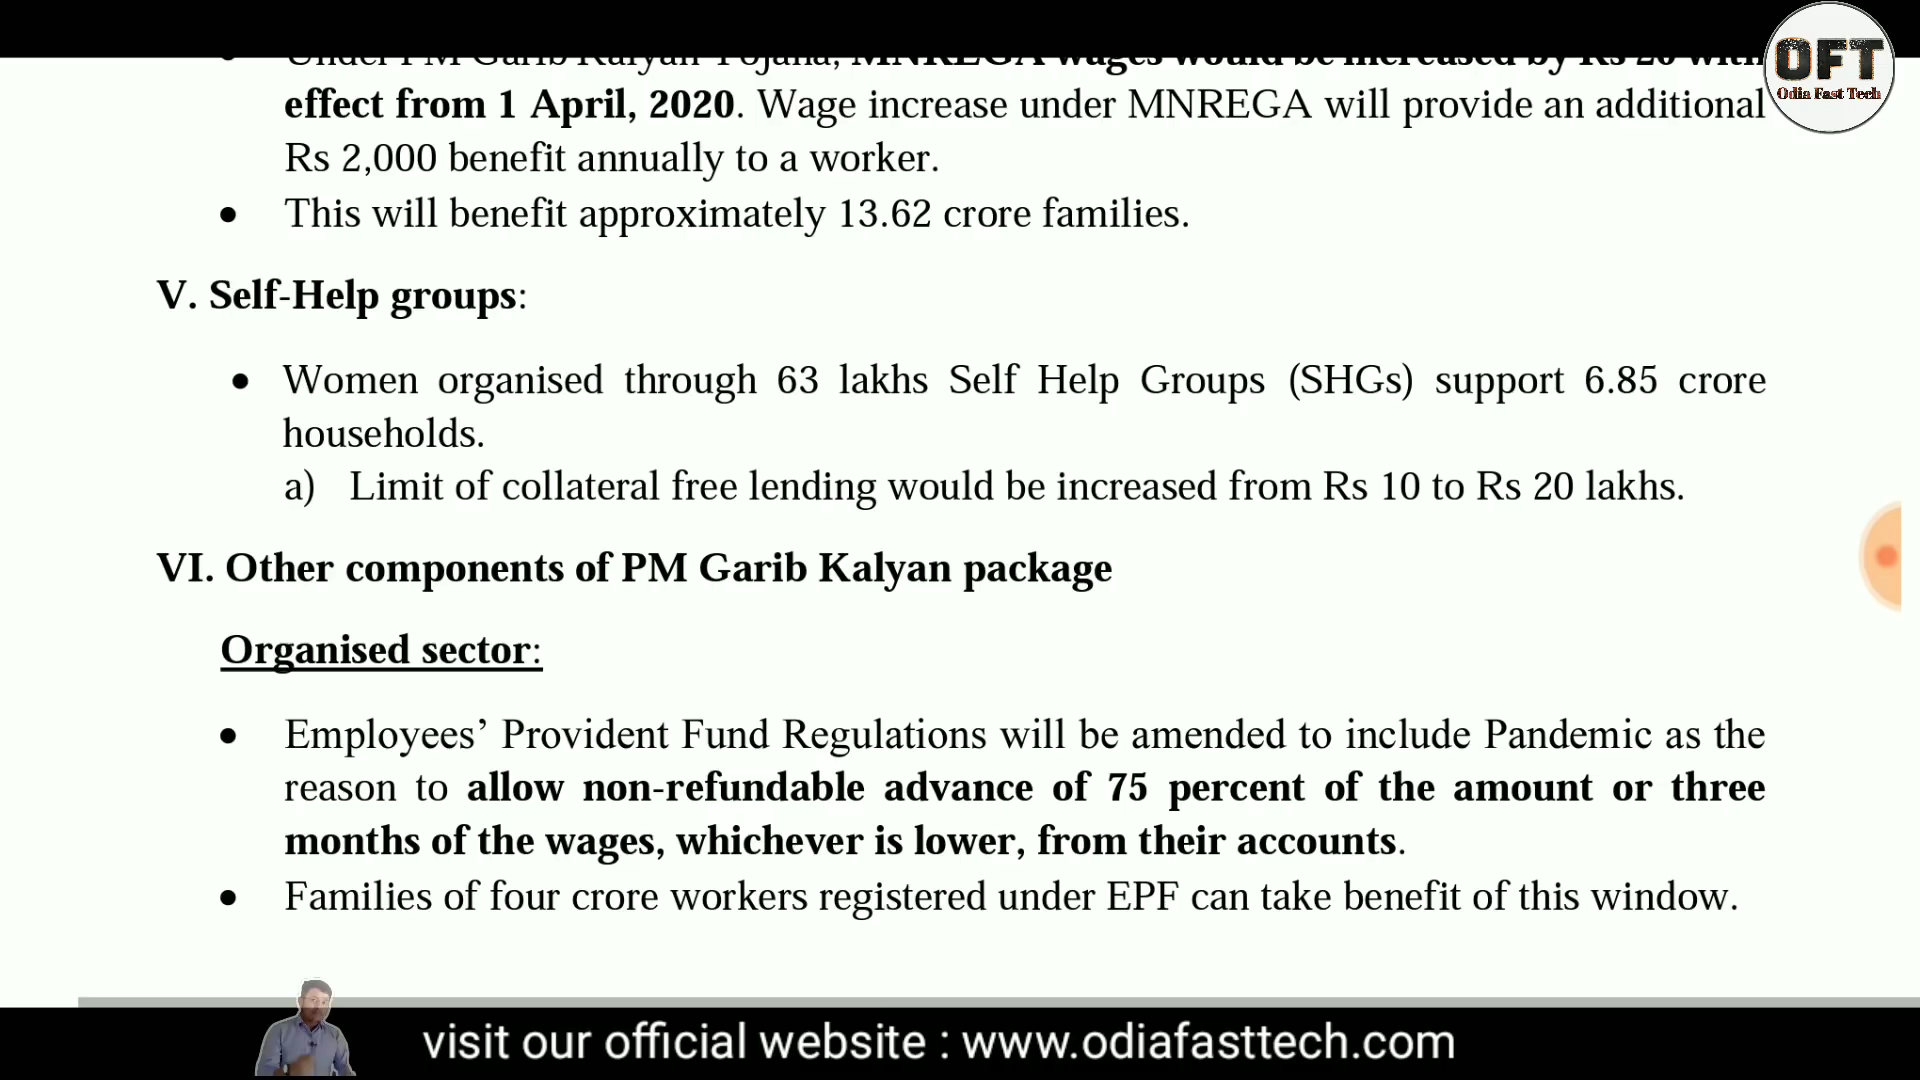 Under PM Garib Kalyan Yojana, MNREGA wages would be increased by Rs 20 with
effect from 1 April, 2020. Wage increase under MNREGA will provide an additional
Rs 2,000 benefit annually to a worker.
• This will benefit approximately 13.62 crore families.
V. Self-Help groups:
• Women organised through 63 lakhs Self Help Groups (SHGs) support 6.85 crore
households.
a) Limit of collateral free lending would be increased from Rs 10 to Rs 20 lakhs.
VI. Other components of PM Garib Kalyan package
Organised sector:
• Employees’ Provident Fund Regulations will be amended to include Pandemic as the
reason to allow non-refundable advance of 75 percent of the amount or three
months of the wages, whichever is lower, from their accounts.
• Families of four crore workers registered under EPF can take benefit of this window.
OFT
Odia Fast Tech
visit our official website : www.odiafasttech.com